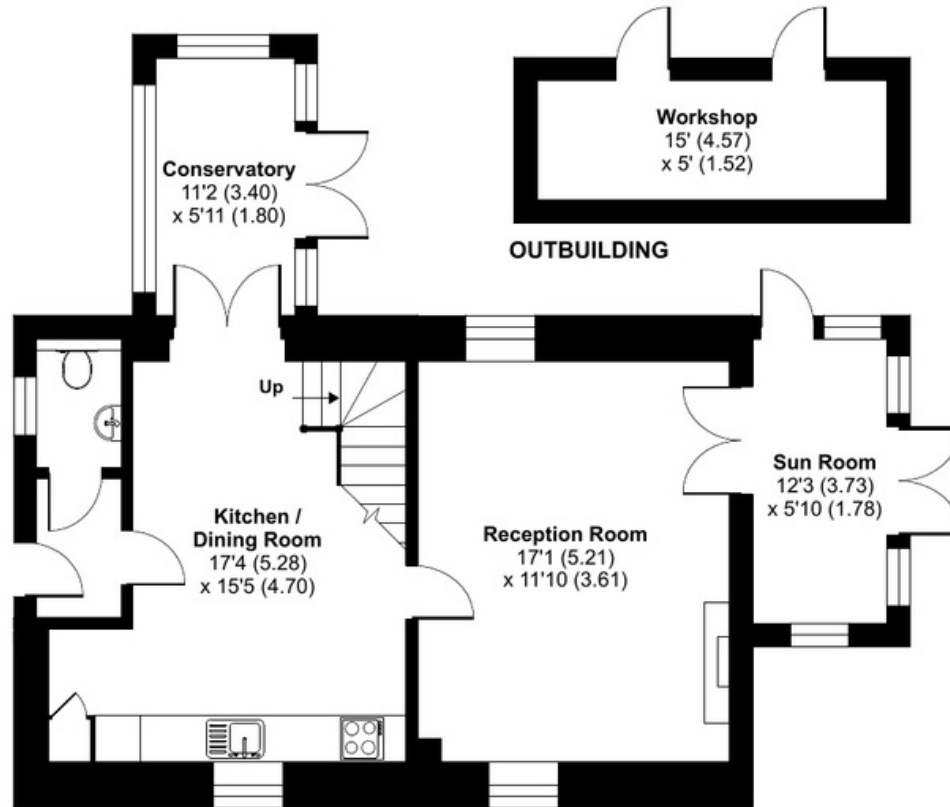 Workshop
15' (4.57)
x 5' (1.52)
Conservatory
11'2 (3.40)
x 5'11 (1.80)
OUTBUILDING
Up
Kitchen /
Dining Room
17'4 (5.28)
x 15'5 (4.70)
Reception Room
17'1 (5.21)
x 11'10 (3.61)
Sun Room
12'3 (3.73)
x 5'10 (1.78)